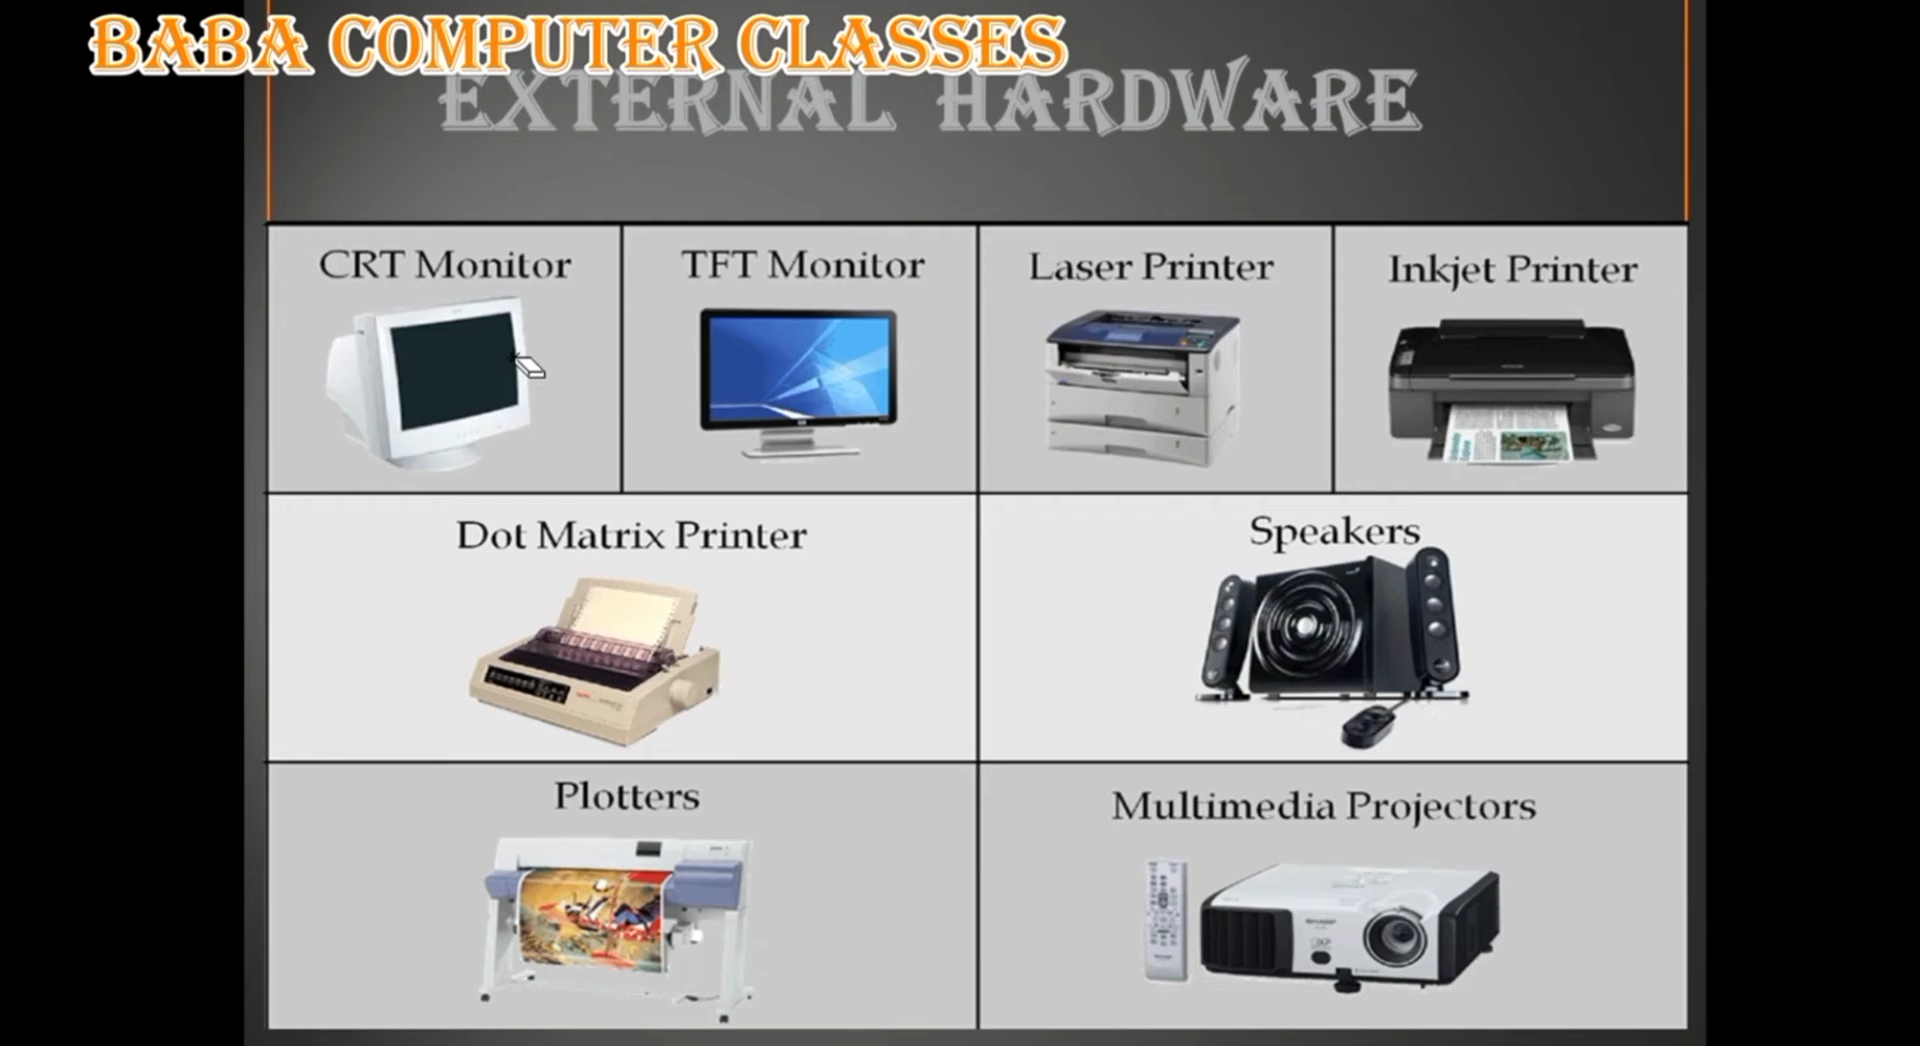 BABA COMPUTER CLASSES
EXTERNAL HARDWARE
CRT Monitor
TFT Monitor
Laser Printer
Inkjet Printer
Dot Matrix Printer
Speakers
Plotters
Multimedia Projectors
SHARP